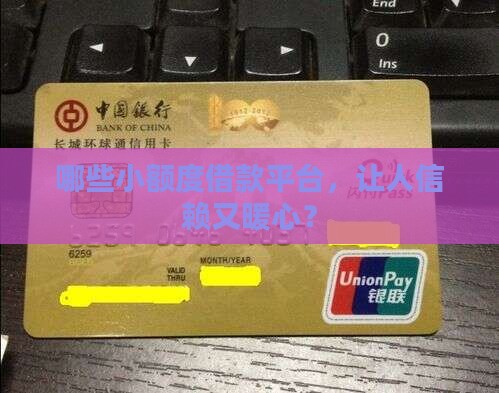 End
0
Ins
中国银行
BANK OF CHINA
长城环球通信用卡
哪些小额度借款平台，让人信
赖又暖心？
6259
MONTH/YEAR
VALID
THRU
UnionPay
银联